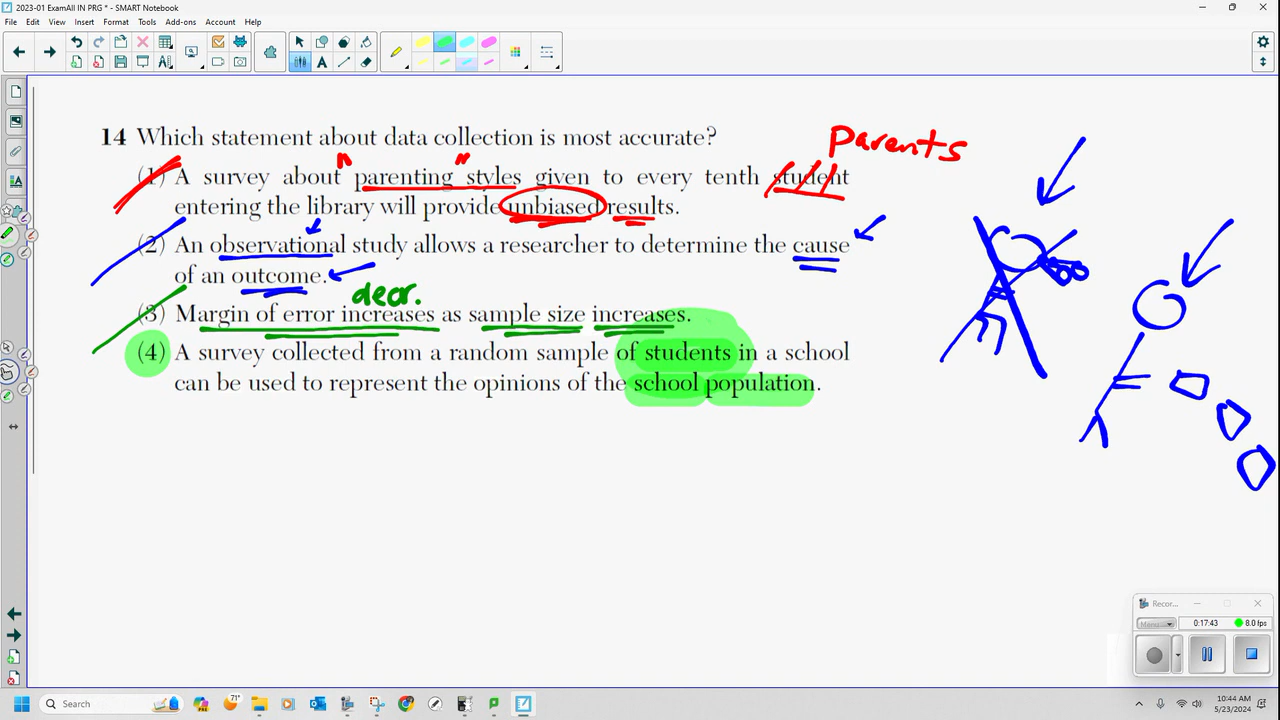 2023-01 ExamAll IN PRG * - SMART Notebook
File Edit View Insert Format Tools Add-ons Account Help
14 Which statement about data collection is most accurate?
Parents
(1) A survey about parenting styles given to every tenth student
entering the library will provide unbiased results.
(2) An observational study allows a researcher to determine the cause
of an outcome.
decr.
(3) Margin of error increases as sample size increases.
(4) A survey collected from a random sample of students in a school
can be used to represent the opinions of the school population.
Recor...
Menu
0:17:43
8.0 fps
Search
71°
10:44 AM
5/23/2024